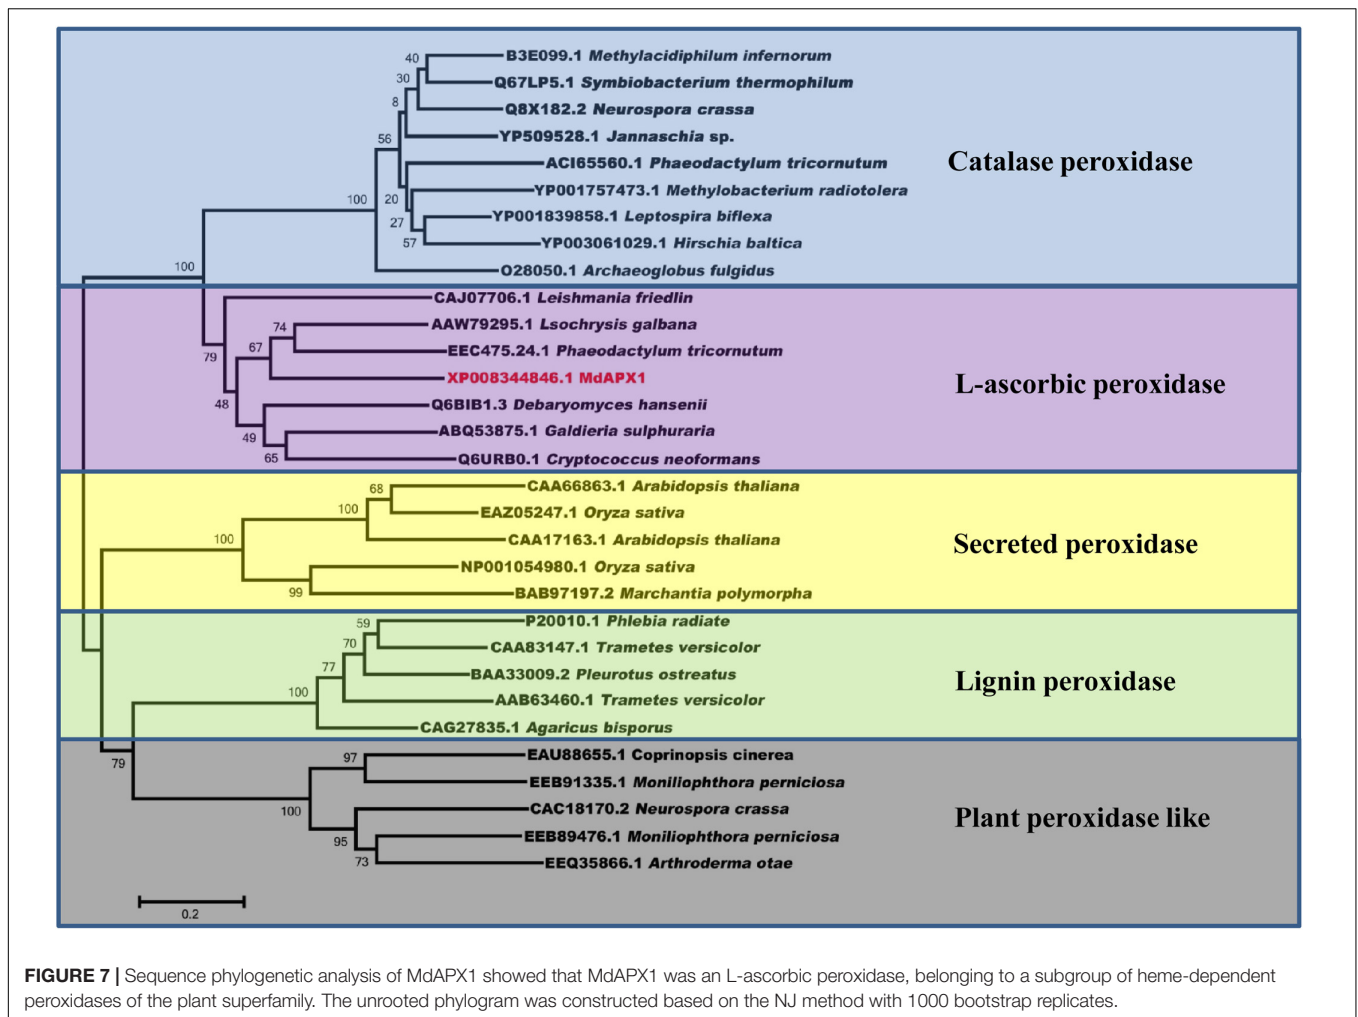 40
B3E099.1 Methylacidiphilum infernorum
30
Q67LP5.1 Symbiobacterium thermophilum
8
Q8X182.2 Neurospora crassa
56
YP509528.1 Jannaschia sp.
ACI65560.1 Phaeodactylum tricornutum
Catalase peroxidase
100
20
YP001757473.1 Methylobacterium radiotolera
27
YP001839858.1 Leptospira biflexa
57
YP003061029.1 Hirschia baltica
100
O28050.1 Archaeoglobus fulgidus
CAJ07706.1 Leishmania friedlin
74
AAW79295.1 Lsochrysis galbana
79
67
EEC475.24.1 Phaeodactylum tricornutum
XP008344846.1 MdAPX1
L-ascorbic peroxidase
48
Q6BIB1.3 Debaryomyces hansenii
49
ABQ53875.1 Galdieria sulphuraria
65
Q6URB0.1 Cryptococcus neoformans
68
CAA66863.1 Arabidopsis thaliana
100
EAZ05247.1 Oryza sativa
100
CAA17163.1 Arabidopsis thaliana
Secreted peroxidase
NP001054980.1 Oryza sativa
99
BAB97197.2 Marchantia polymorpha
59
P20010.1 Phlebia radiate
70
CAA83147.1 Trametes versicolor
77
BAA33009.2 Pleurotus ostreatus
Lignin peroxidase
100
AAB63460.1 Trametes versicolor
CAG27835.1 Agaricus bisporus
79
97
EAU88655.1 Coprinopsis cinerea
EEB91335.1 Moniliophthora perniciosa
100
CAC18170.2 Neurospora crassa
Plant peroxidase like
95
EEB89476.1 Moniliophthora perniciosa
73
EEQ35866.1 Arthroderma otae
0.2
FIGURE 7 | Sequence phylogenetic analysis of MdAPX1 showed that MdAPX1 was an L-ascorbic peroxidase, belonging to a subgroup of heme-dependent
peroxidases of the plant superfamily. The unrooted phylogram was constructed based on the NJ method with 1000 bootstrap replicates.